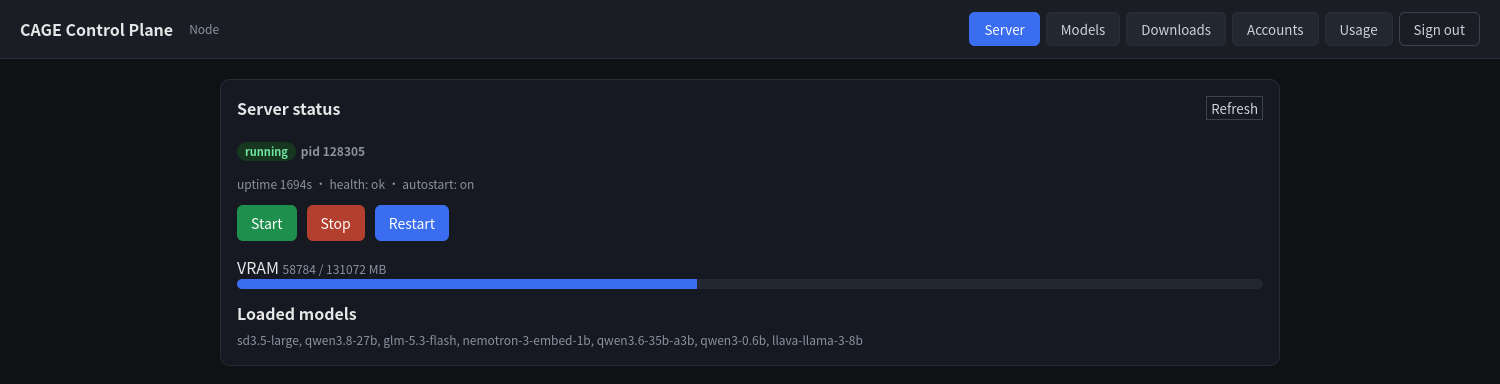 CAGE Control Plane Node Server Models Downloads Accounts Usage Sign out
Server status Refresh
running pid 128305
uptime 1694s · health: ok · autostart: on
Start Stop Restart
VRAM 58784 / 131072 MB
Loaded models
sd3.5-large, qwen3.8-27b, glm-5.3-flash, nemotron-3-embed-1b, qwen3.6-35b-a3b, qwen3-0.6b, llava-llama-3-8b